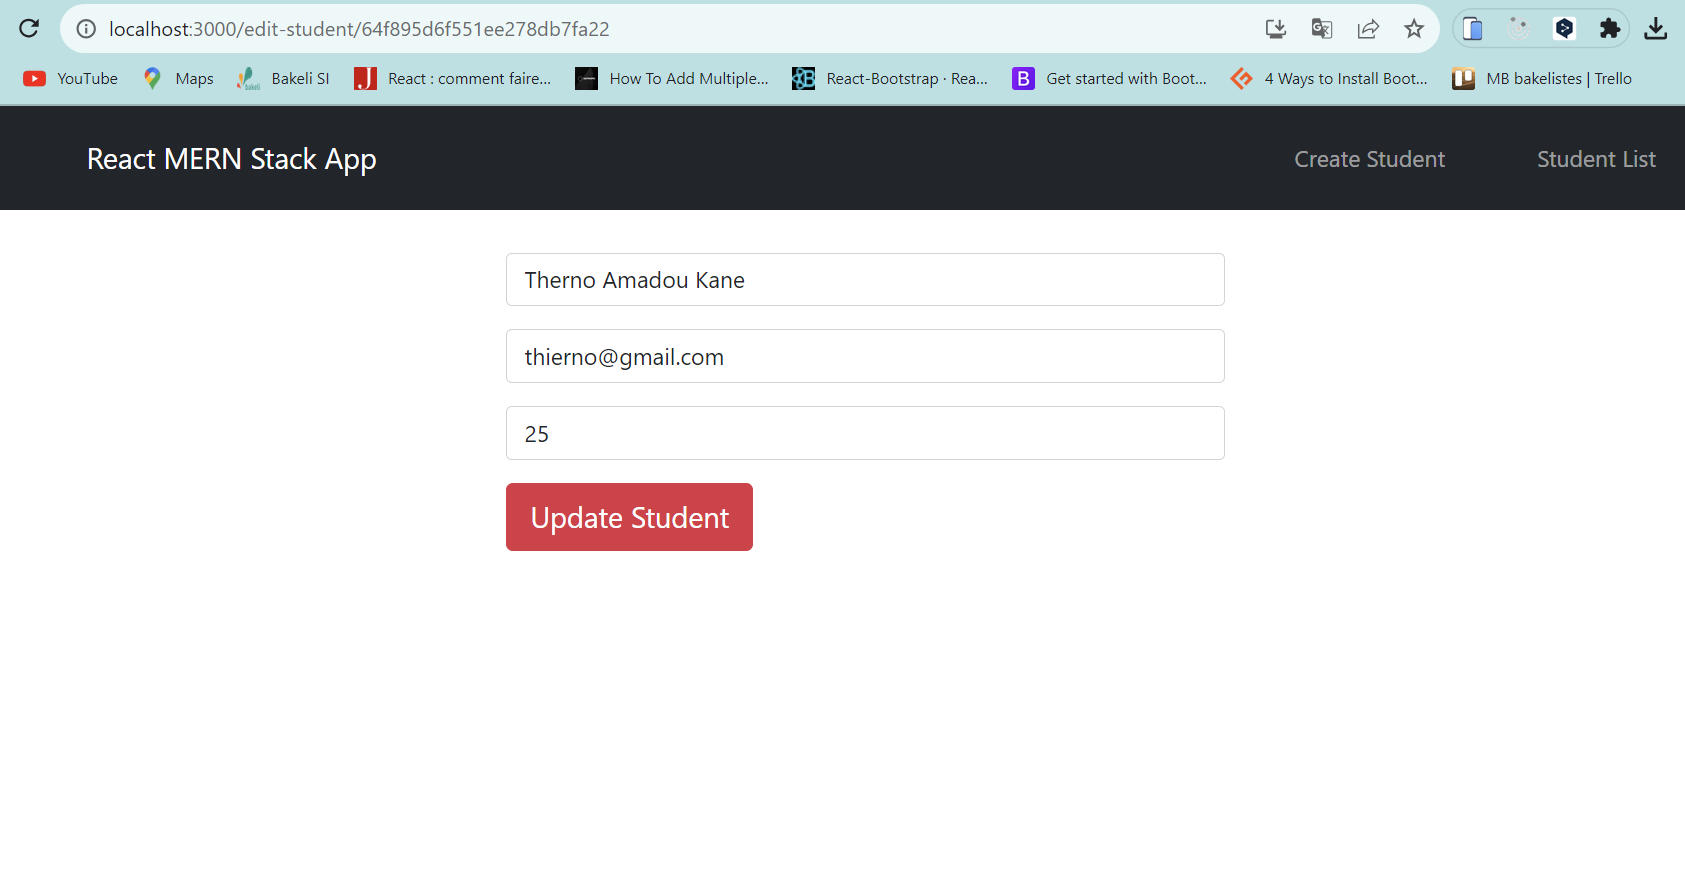 localhost:3000/edit-student/64f895d6f551ee278db7fa22
YouTube Maps Bakeli SI React : comment faire... How To Add Multiple... React-Bootstrap · Rea... Get started with Boot... 4 Ways to Install Boot... MB bakelistes | Trello
React MERN Stack App Create Student Student List
Therno Amadou Kane
thierno@gmail.com
25
Update Student